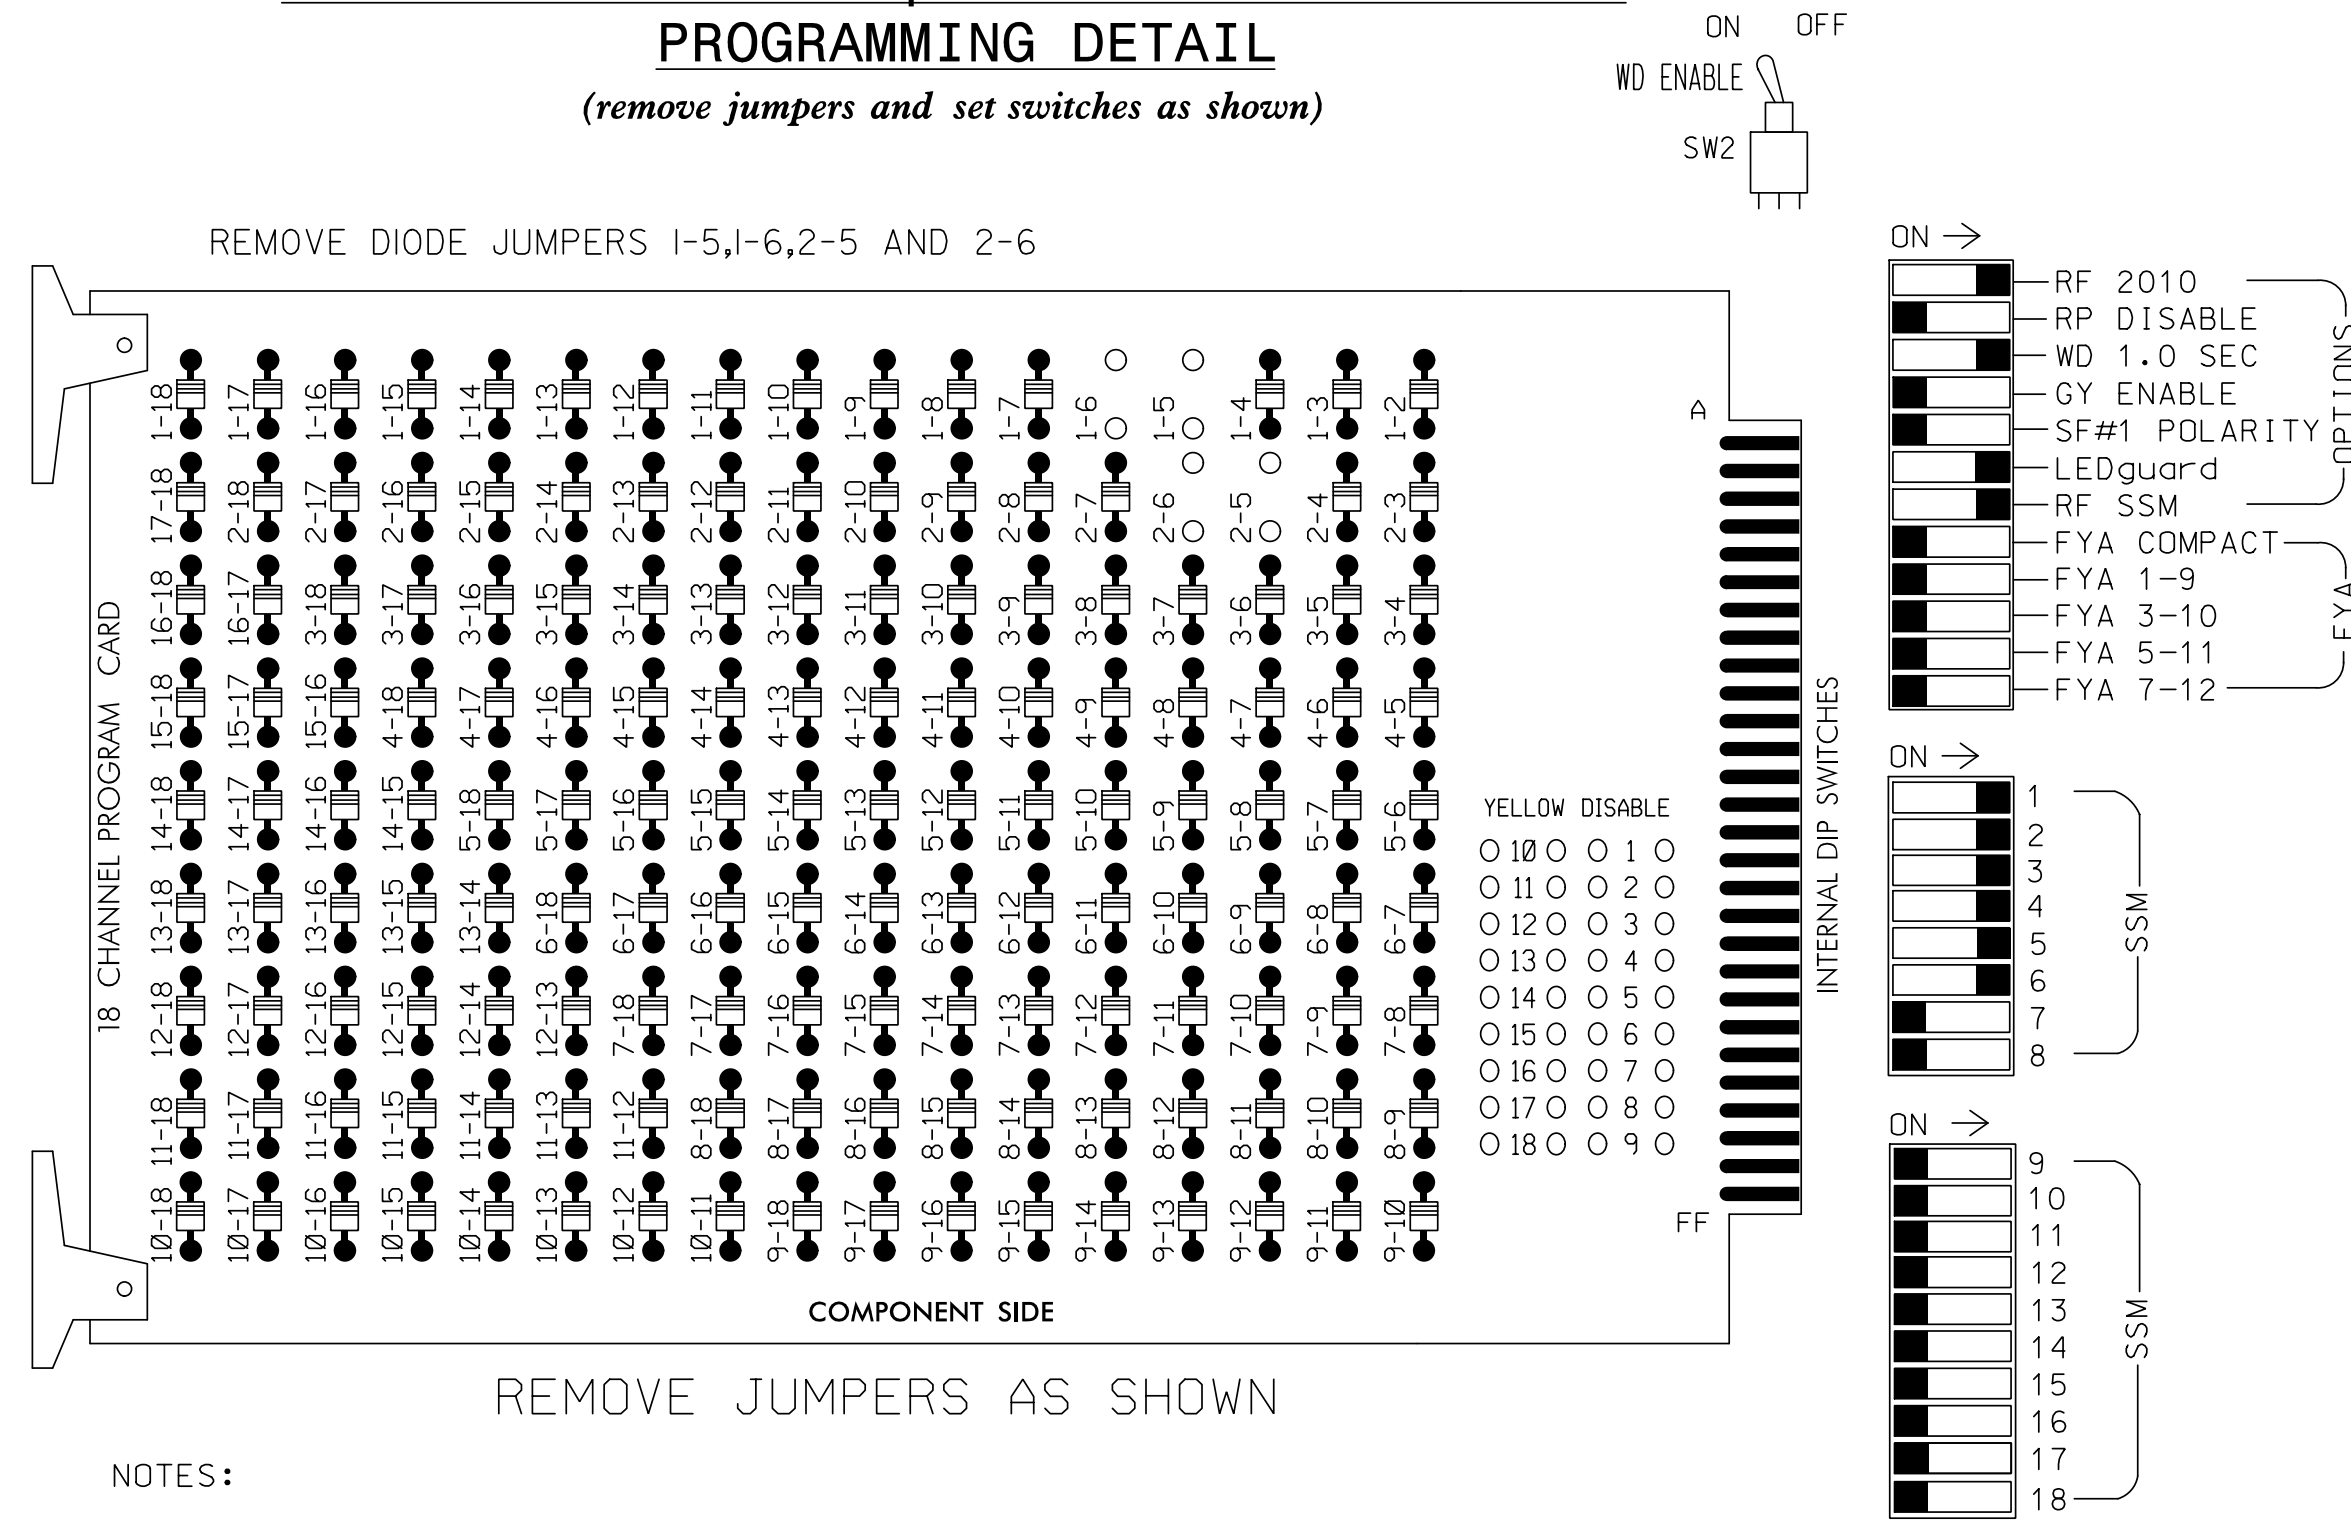 PROGRAMMING DETAIL
(remove jumpers and set switches as shown)
ON OFF
WD ENABLE
SW2
REMOVE DIODE JUMPERS 1-5,1-6,2-5 AND 2-6
18 CHANNEL PROGRAM CARD
1-18 1-17 1-16 1-15 1-14 1-13 1-12 1-11 1-10 1-9 1-8 1-7 1-6 1-5 1-4 1-3 1-2
17-18 2-18 2-17 2-16 2-15 2-14 2-13 2-12 2-11 2-10 2-9 2-8 2-7 2-6 2-5 2-4 2-3
16-18 16-17 3-18 3-17 3-16 3-15 3-14 3-13 3-12 3-11 3-10 3-9 3-8 3-7 3-6 3-5 3-4
15-18 15-17 15-16 4-18 4-17 4-16 4-15 4-14 4-13 4-12 4-11 4-10 4-9 4-8 4-7 4-6 4-5
14-18 14-17 14-16 14-15 5-18 5-17 5-16 5-15 5-14 5-13 5-12 5-11 5-10 5-9 5-8 5-7 5-6
13-18 13-17 13-16 13-15 13-14 6-18 6-17 6-16 6-15 6-14 6-13 6-12 6-11 6-10 6-9 6-8 6-7
12-18 12-17 12-16 12-15 12-14 12-13 7-18 7-17 7-16 7-15 7-14 7-13 7-12 7-11 7-10 7-9 7-8
11-18 11-17 11-16 11-15 11-14 11-13 11-12 8-18 8-17 8-16 8-15 8-14 8-13 8-12 8-11 8-10 8-9
10-18 10-17 10-16 10-15 10-14 10-13 10-12 10-11 9-18 9-17 9-16 9-15 9-14 9-13 9-12 9-11 9-10
YELLOW DISABLE
10 1
11 2
12 3
13 4
14 5
15 6
16 7
17 8
18 9
A
FF
COMPONENT SIDE
INTERNAL DIP SWITCHES
ON
RF 2010
RP DISABLE
WD 1.0 SEC
GY ENABLE
SF#1 POLARITY
LEDguard
RF SSM
OPTIONS
FYA COMPACT
FYA 1-9
FYA 3-10
FYA 5-11
FYA 7-12
FYA
ON
1
2
3
4
5
6
7
8
SSM
ON
9
10
11
12
13
14
15
16
17
18
SSM
REMOVE JUMPERS AS SHOWN
NOTES: